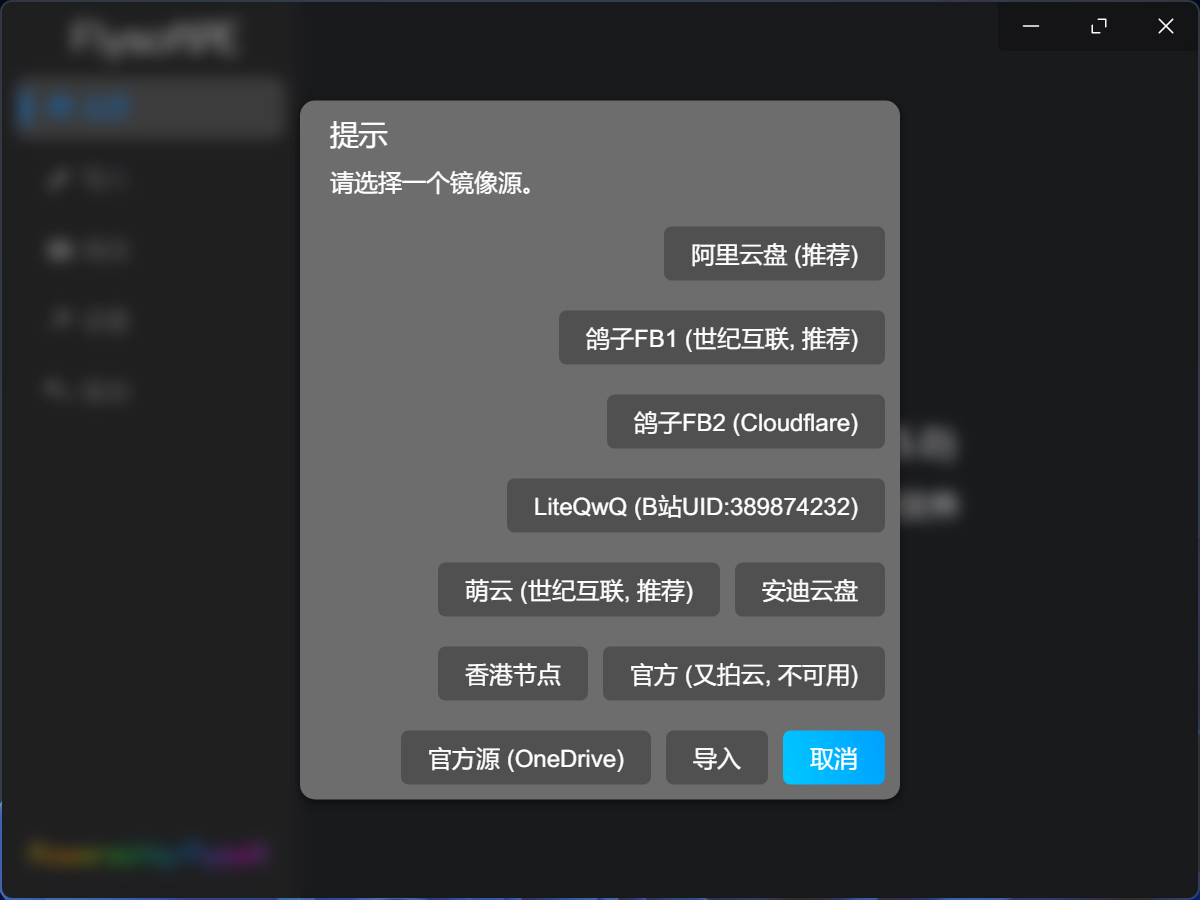 提示
请选择一个镜像源。
阿里云盘 (推荐)
鸽子FB1 (世纪互联, 推荐)
鸽子FB2 (Cloudflare)
LiteQwQ (B站UID:389874232)
萌云 (世纪互联, 推荐) 安迪云盘
香港节点 官方 (又拍云, 不可用)
官方源 (OneDrive) 导入 取消